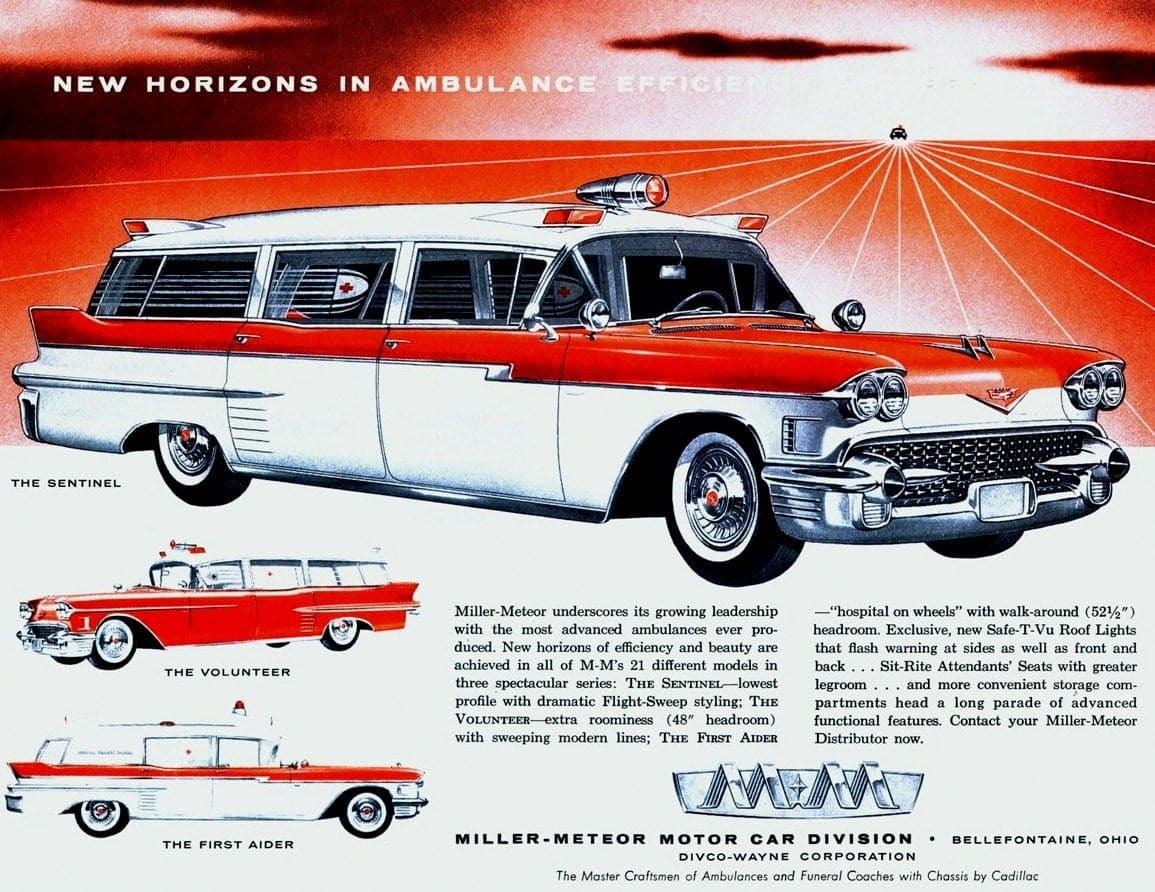 NEW HORIZONS IN AMBULANCE EFFICIENCY
THE SENTINEL
1
THE VOLUNTEER
THE FIRST AIDER
Miller-Meteor underscores its growing leadership
with the most advanced ambulances ever pro-
duced. New horizons of efficiency and beauty are
achieved in all of M-M's 21 different models in
three spectacular series: THE SENTINEL—lowest
profile with dramatic Flight-Sweep styling; THE
VOLUNTEER—extra roominess (48″ headroom)
with sweeping modern lines; THE FIRST AIDER
—“hospital on wheels” with walk-around (52½″)
headroom. Exclusive, new Safe-T-Vu Roof Lights
that flash warning at sides as well as front and
back . . . Sit-Rite Attendants' Seats with greater
legroom . . . and more convenient storage com-
partments head a long parade of advanced
functional features. Contact your Miller-Meteor
Distributor now.
M M
MILLER-METEOR MOTOR CAR DIVISION • BELLEFONTAINE, OHIO
DIVCO-WAYNE CORPORATION
The Master Craftsmen of Ambulances and Funeral Coaches with Chassis by Cadillac